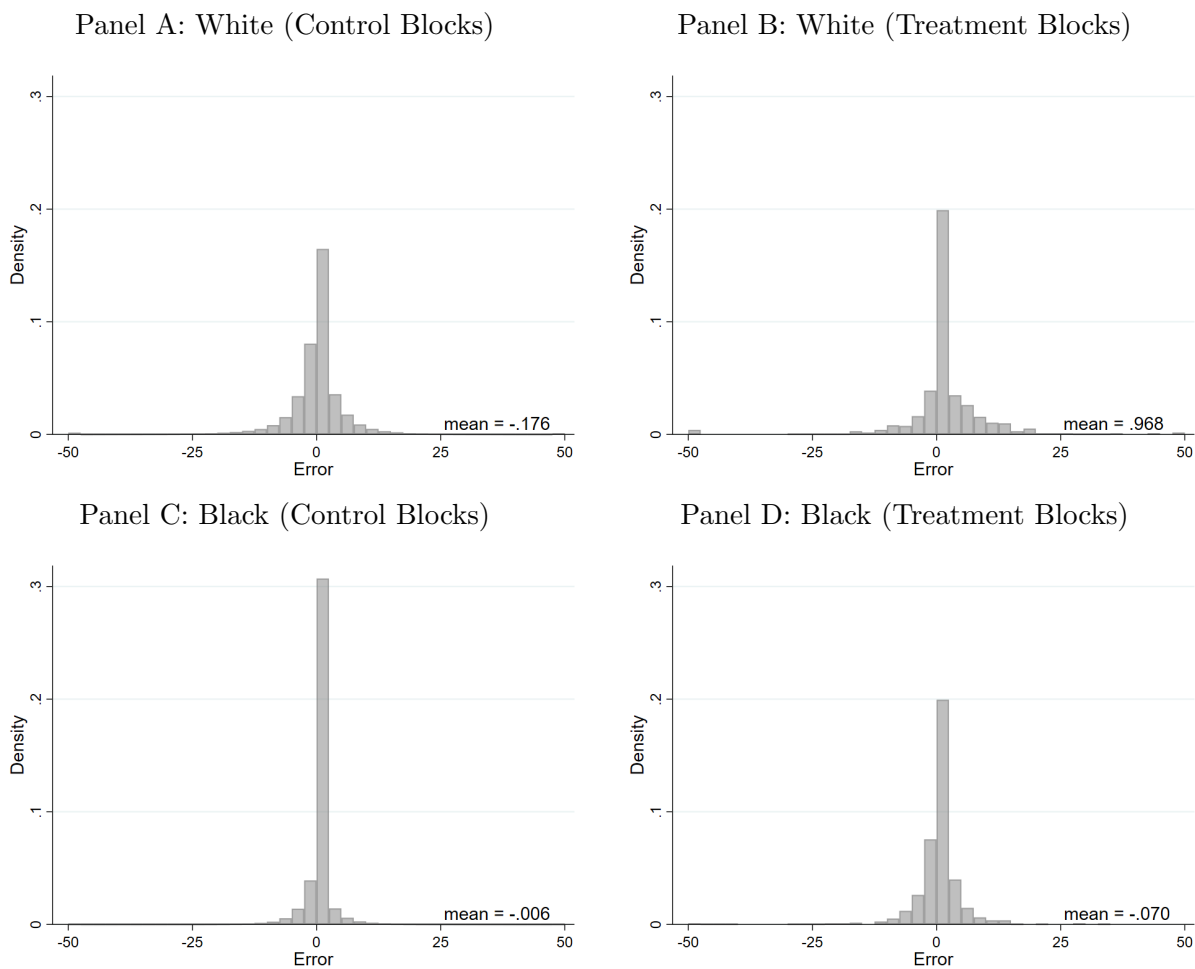 Panel A: White (Control Blocks)
Panel B: White (Treatment Blocks)
.3
.2
.1
0
Density
mean = -.176
-50
-25
0
25
50
Error
.3
.2
.1
0
Density
mean = .968
-50
-25
0
25
50
Error
Panel C: Black (Control Blocks)
Panel D: Black (Treatment Blocks)
.3
.2
.1
0
Density
mean = -.006
-50
-25
0
25
50
Error
.3
.2
.1
0
Density
mean = -.070
-50
-25
0
25
50
Error